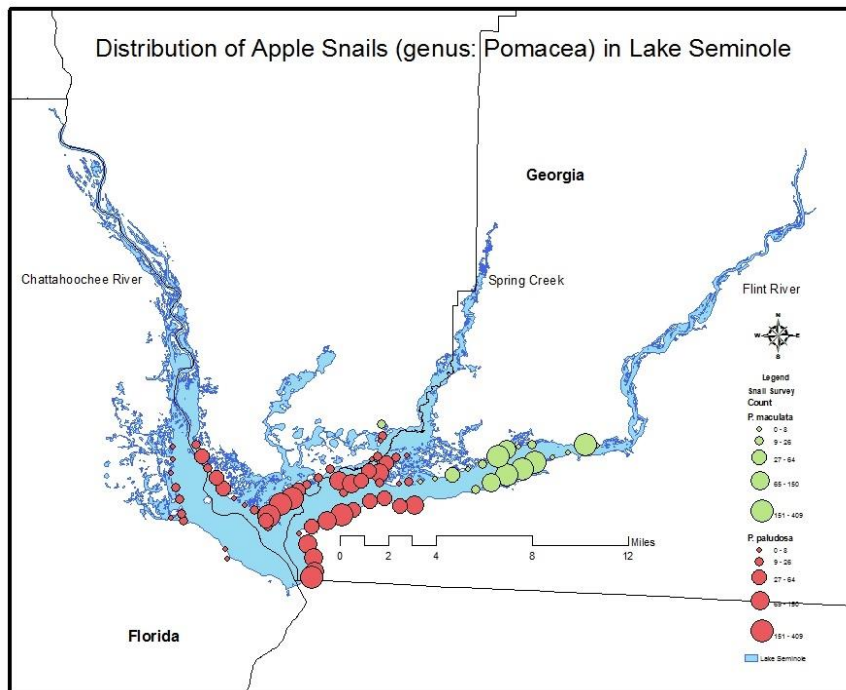 Distribution of Apple Snails (genus: Pomacea) in Lake Seminole
Georgia
Chattahoochee River
Spring Creek
Flint River
N
W E
S
Legend
Snail Survey
Count
P. maculata
0 - 8
9 - 26
27 - 64
65 - 150
151 - 409
Miles
0 2 4 8 12
P. paludosa
0 - 8
9 - 26
27 - 64
65 - 150
151 - 409
Florida
Lake Seminole